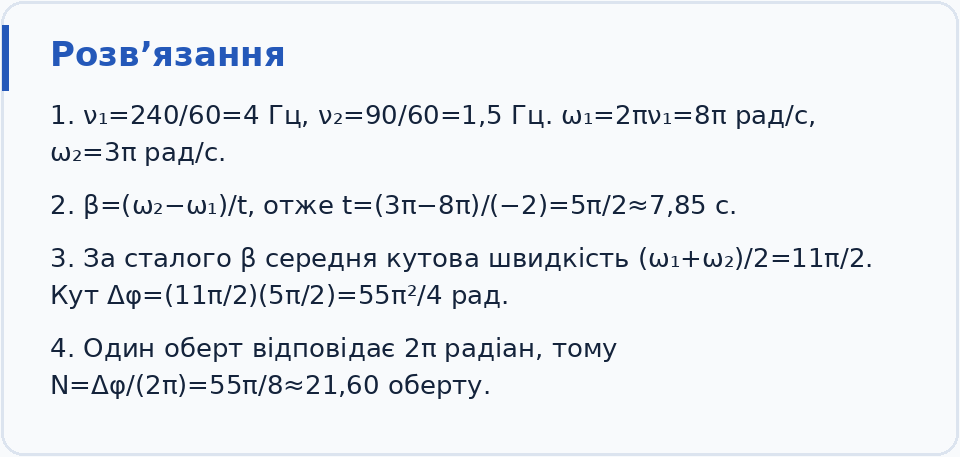 Розв’язання
1. ν₁=240/60=4 Гц, ν₂=90/60=1,5 Гц. ω₁=2πν₁=8π рад/с,
ω₂=3π рад/с.
2. β=(ω₂−ω₁)/t, отже t=(3π−8π)/(−2)=5π/2≈7,85 с.
3. За сталого β середня кутова швидкість (ω₁+ω₂)/2=11π/2.
Кут Δφ=(11π/2)(5π/2)=55π²/4 рад.
4. Один оберт відповідає 2π радіан, тому
N=Δφ/(2π)=55π/8≈21,60 оберту.